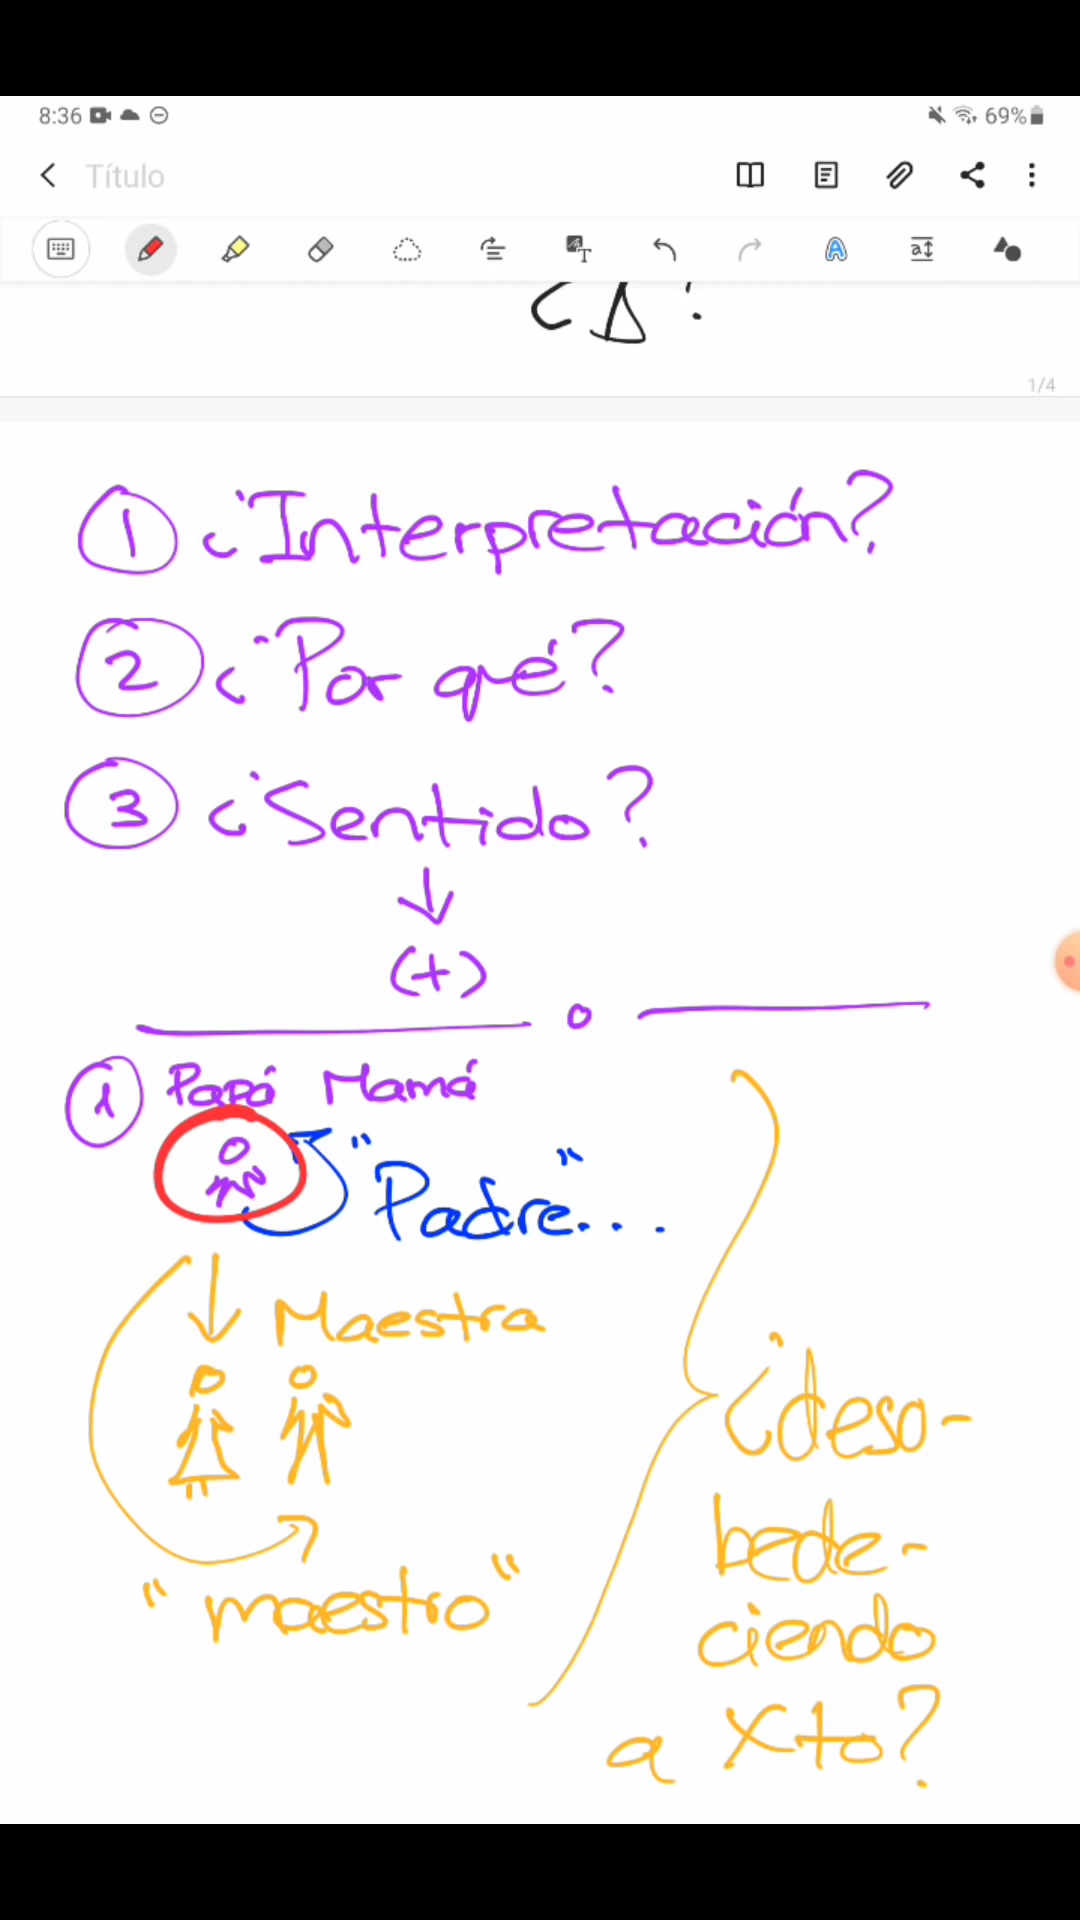 8:36
69%
Título
1/4
1 ¿Interpretación?
2 ¿Por qué?
3 ¿Sentido?
(+)
1 Papá Mamá
"Padre"...
Maestra
"maestro"
¿deso-
bede-
ciendo
a Xto?